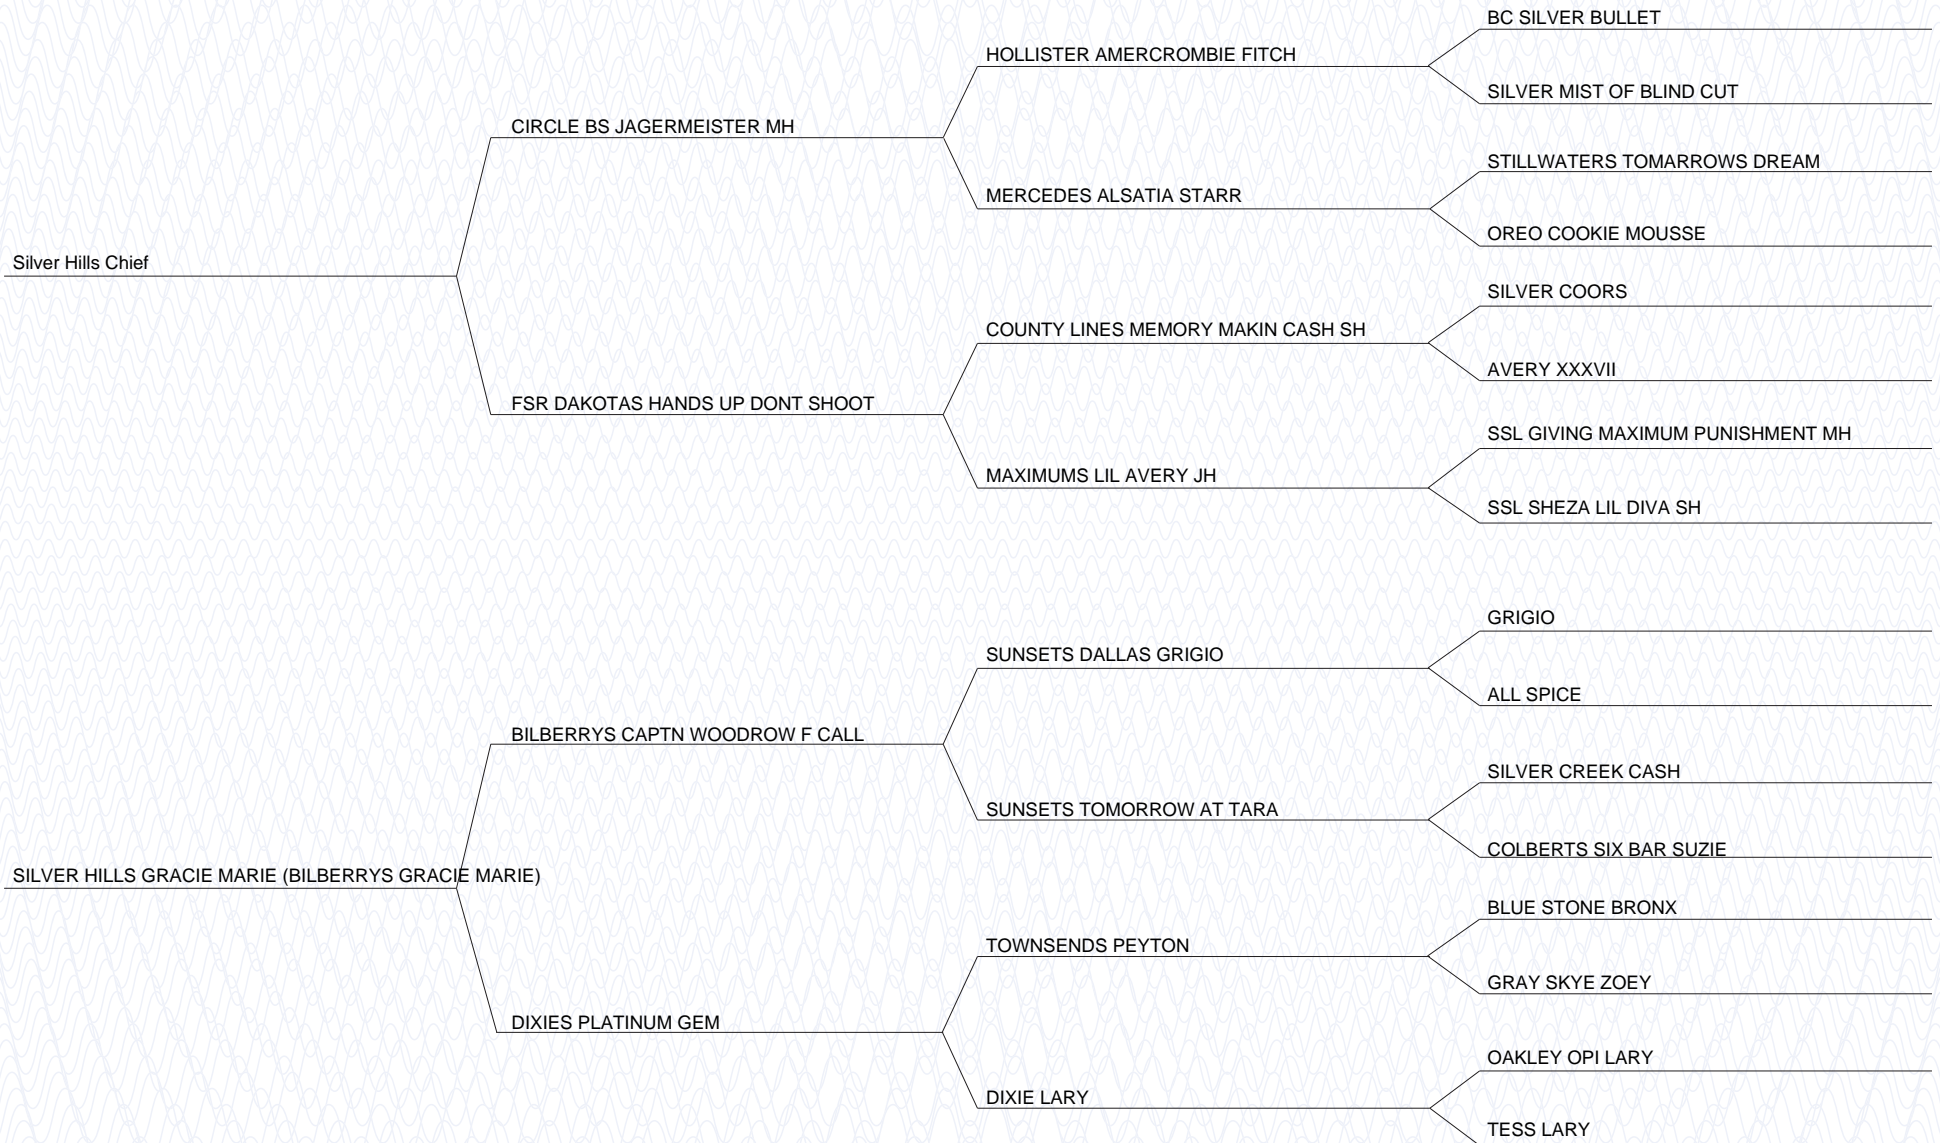 BC SILVER BULLET
HOLLISTER AMERCROMBIE FITCH
SILVER MIST OF BLIND CUT
CIRCLE BS JAGERMEISTER MH
STILLWATERS TOMARROWS DREAM
MERCEDES ALSATIA STARR
OREO COOKIE MOUSSE
Silver Hills Chief
SILVER COORS
COUNTY LINES MEMORY MAKIN CASH SH
AVERY XXXVII
FSR DAKOTAS HANDS UP DONT SHOOT
SSL GIVING MAXIMUM PUNISHMENT MH
MAXIMUMS LIL AVERY JH
SSL SHEZA LIL DIVA SH
GRIGIO
SUNSETS DALLAS GRIGIO
ALL SPICE
BILBERRYS CAPTN WOODROW F CALL
SILVER CREEK CASH
SUNSETS TOMORROW AT TARA
COLBERTS SIX BAR SUZIE
SILVER HILLS GRACIE MARIE (BILBERRYS GRACIE MARIE)
BLUE STONE BRONX
TOWNSENDS PEYTON
GRAY SKYE ZOEY
DIXIES PLATINUM GEM
OAKLEY OPI LARY
DIXIE LARY
TESS LARY